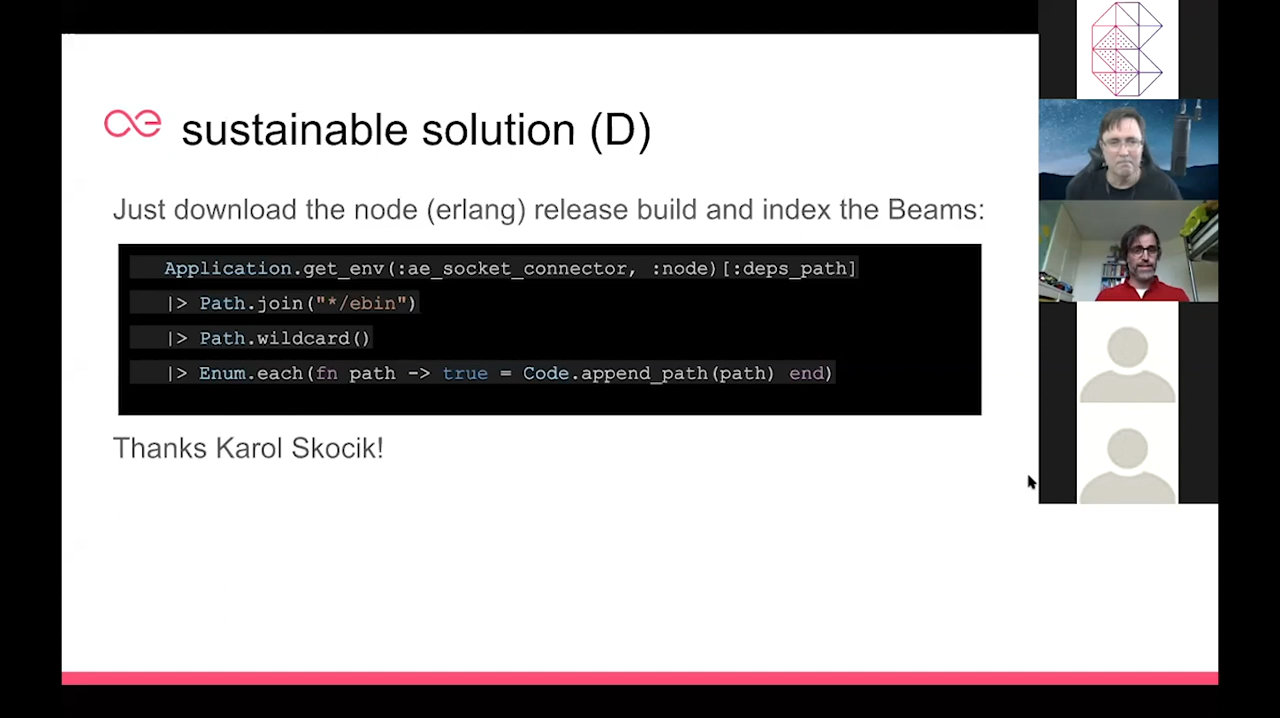 sustainable solution (D)
Just download the node (erlang) release build and index the Beams:
Application.get_env(:ae_socket_connector, :node)[:deps_path]
|> Path.join("*/ebin")
|> Path.wildcard()
|> Enum.each(fn path -> true = Code.append_path(path) end)
Thanks Karol Skocik!